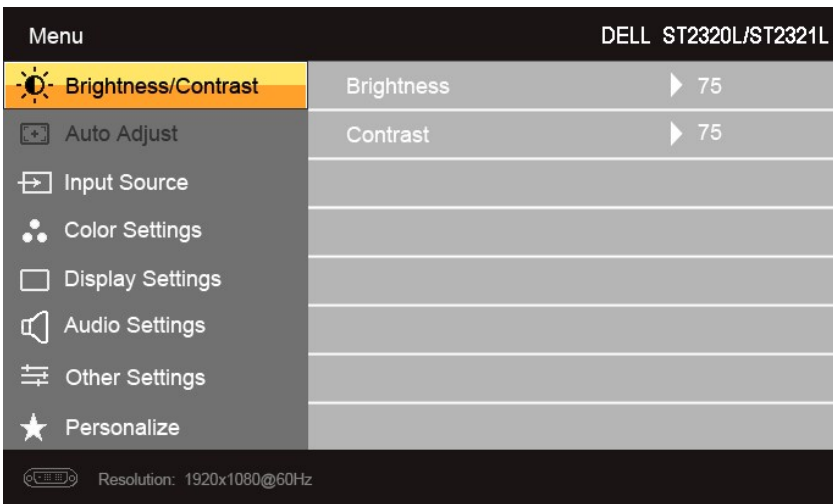 Menu DELL ST2320L/ST2321L
Brightness/Contrast Brightness 75
Auto Adjust Contrast 75
Input Source
Color Settings
Display Settings
Audio Settings
Other Settings
Personalize
Resolution: 1920x1080@60Hz